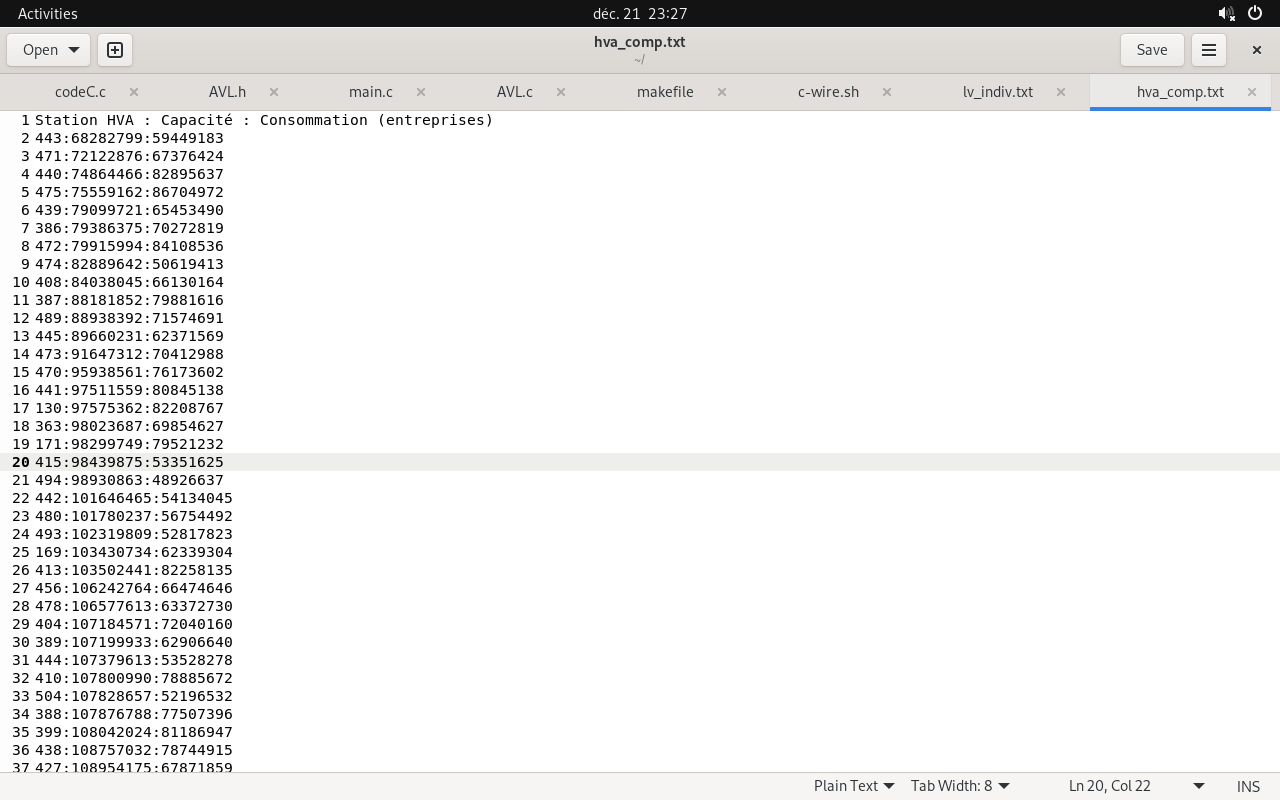 Activities
déc. 21 23:27
Open
hva_comp.txt
~/
Save
codeC.c
AVL.h
main.c
AVL.c
makefile
c-wire.sh
lv_indiv.txt
hva_comp.txt
1 Station HVA : Capacité : Consommation (entreprises)
2 443:68282799:59449183
3 471:72122876:67376424
4 440:74864466:82895637
5 475:75559162:86704972
6 439:79099721:65453490
7 386:79386375:70272819
8 472:79915994:84108536
9 474:82889642:50619413
10 408:84038045:66130164
11 387:88181852:79881616
12 489:88938392:71574691
13 445:89660231:62371569
14 473:91647312:70412988
15 470:95938561:76173602
16 441:97511559:80845138
17 130:97575362:82208767
18 363:98023687:69854627
19 171:98299749:79521232
20 415:98439875:53351625
21 494:98930863:48926637
22 442:101646465:54134045
23 480:101780237:56754492
24 493:102319809:52817823
25 169:103430734:62339304
26 413:103502441:82258135
27 456:106242764:66474646
28 478:106577613:63372730
29 404:107184571:72040160
30 389:107199933:62906640
31 444:107379613:53528278
32 410:107800990:78885672
33 504:107828657:52196532
34 388:107876788:77507396
35 399:108042024:81186947
36 438:108757032:78744915
37 427:108954175:67871859
Plain Text
Tab Width: 8
Ln 20, Col 22
INS